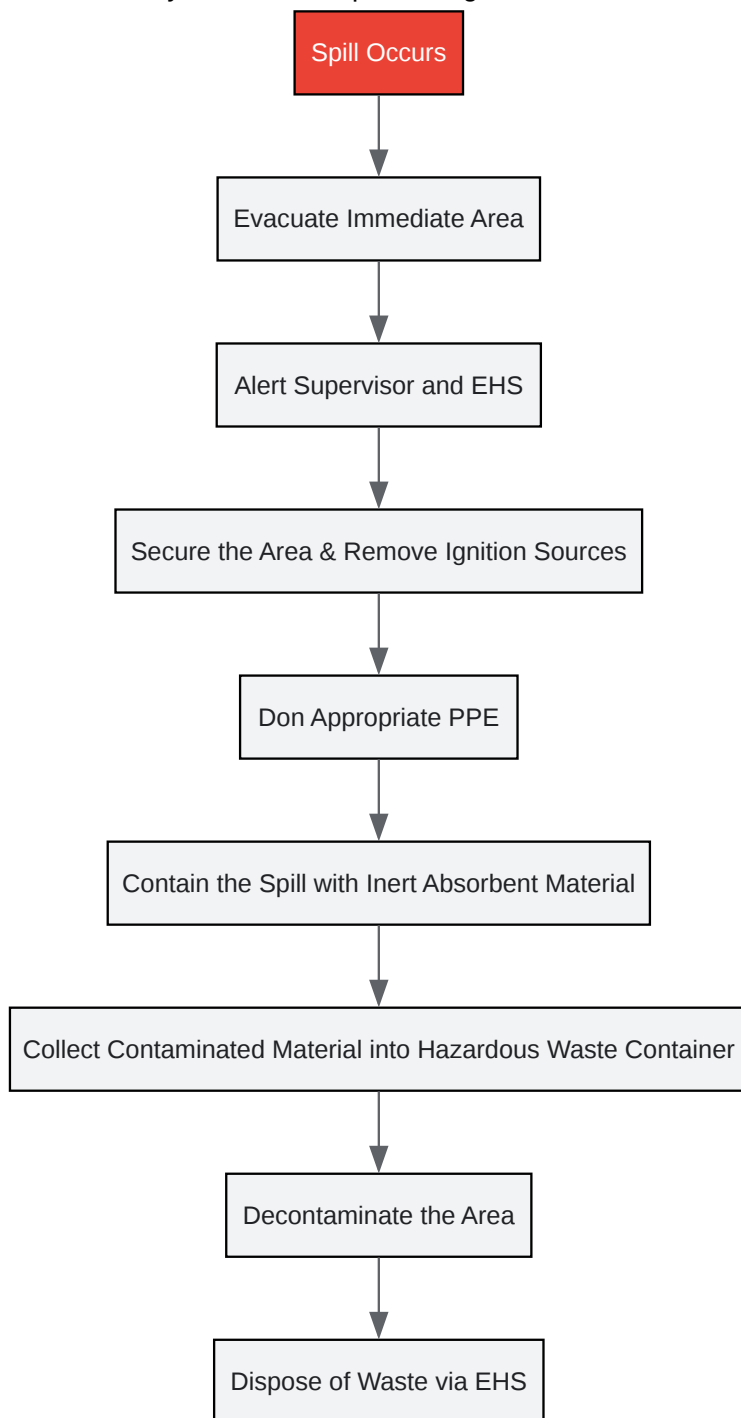 Spill Occurs
Evacuate Immediate Area
Alert Supervisor and EHS
Secure the Area & Remove Ignition Sources
Don Appropriate PPE
Contain the Spill with Inert Absorbent Material
Collect Contaminated Material into Hazardous Waste Container
Decontaminate the Area
Dispose of Waste via EHS